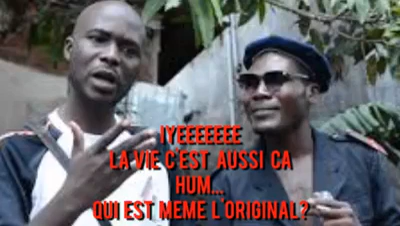 IYEEEEEEE
LA VIE C'EST AUSSI CA
HUM...
QUI EST MEME L'ORIGINAL?